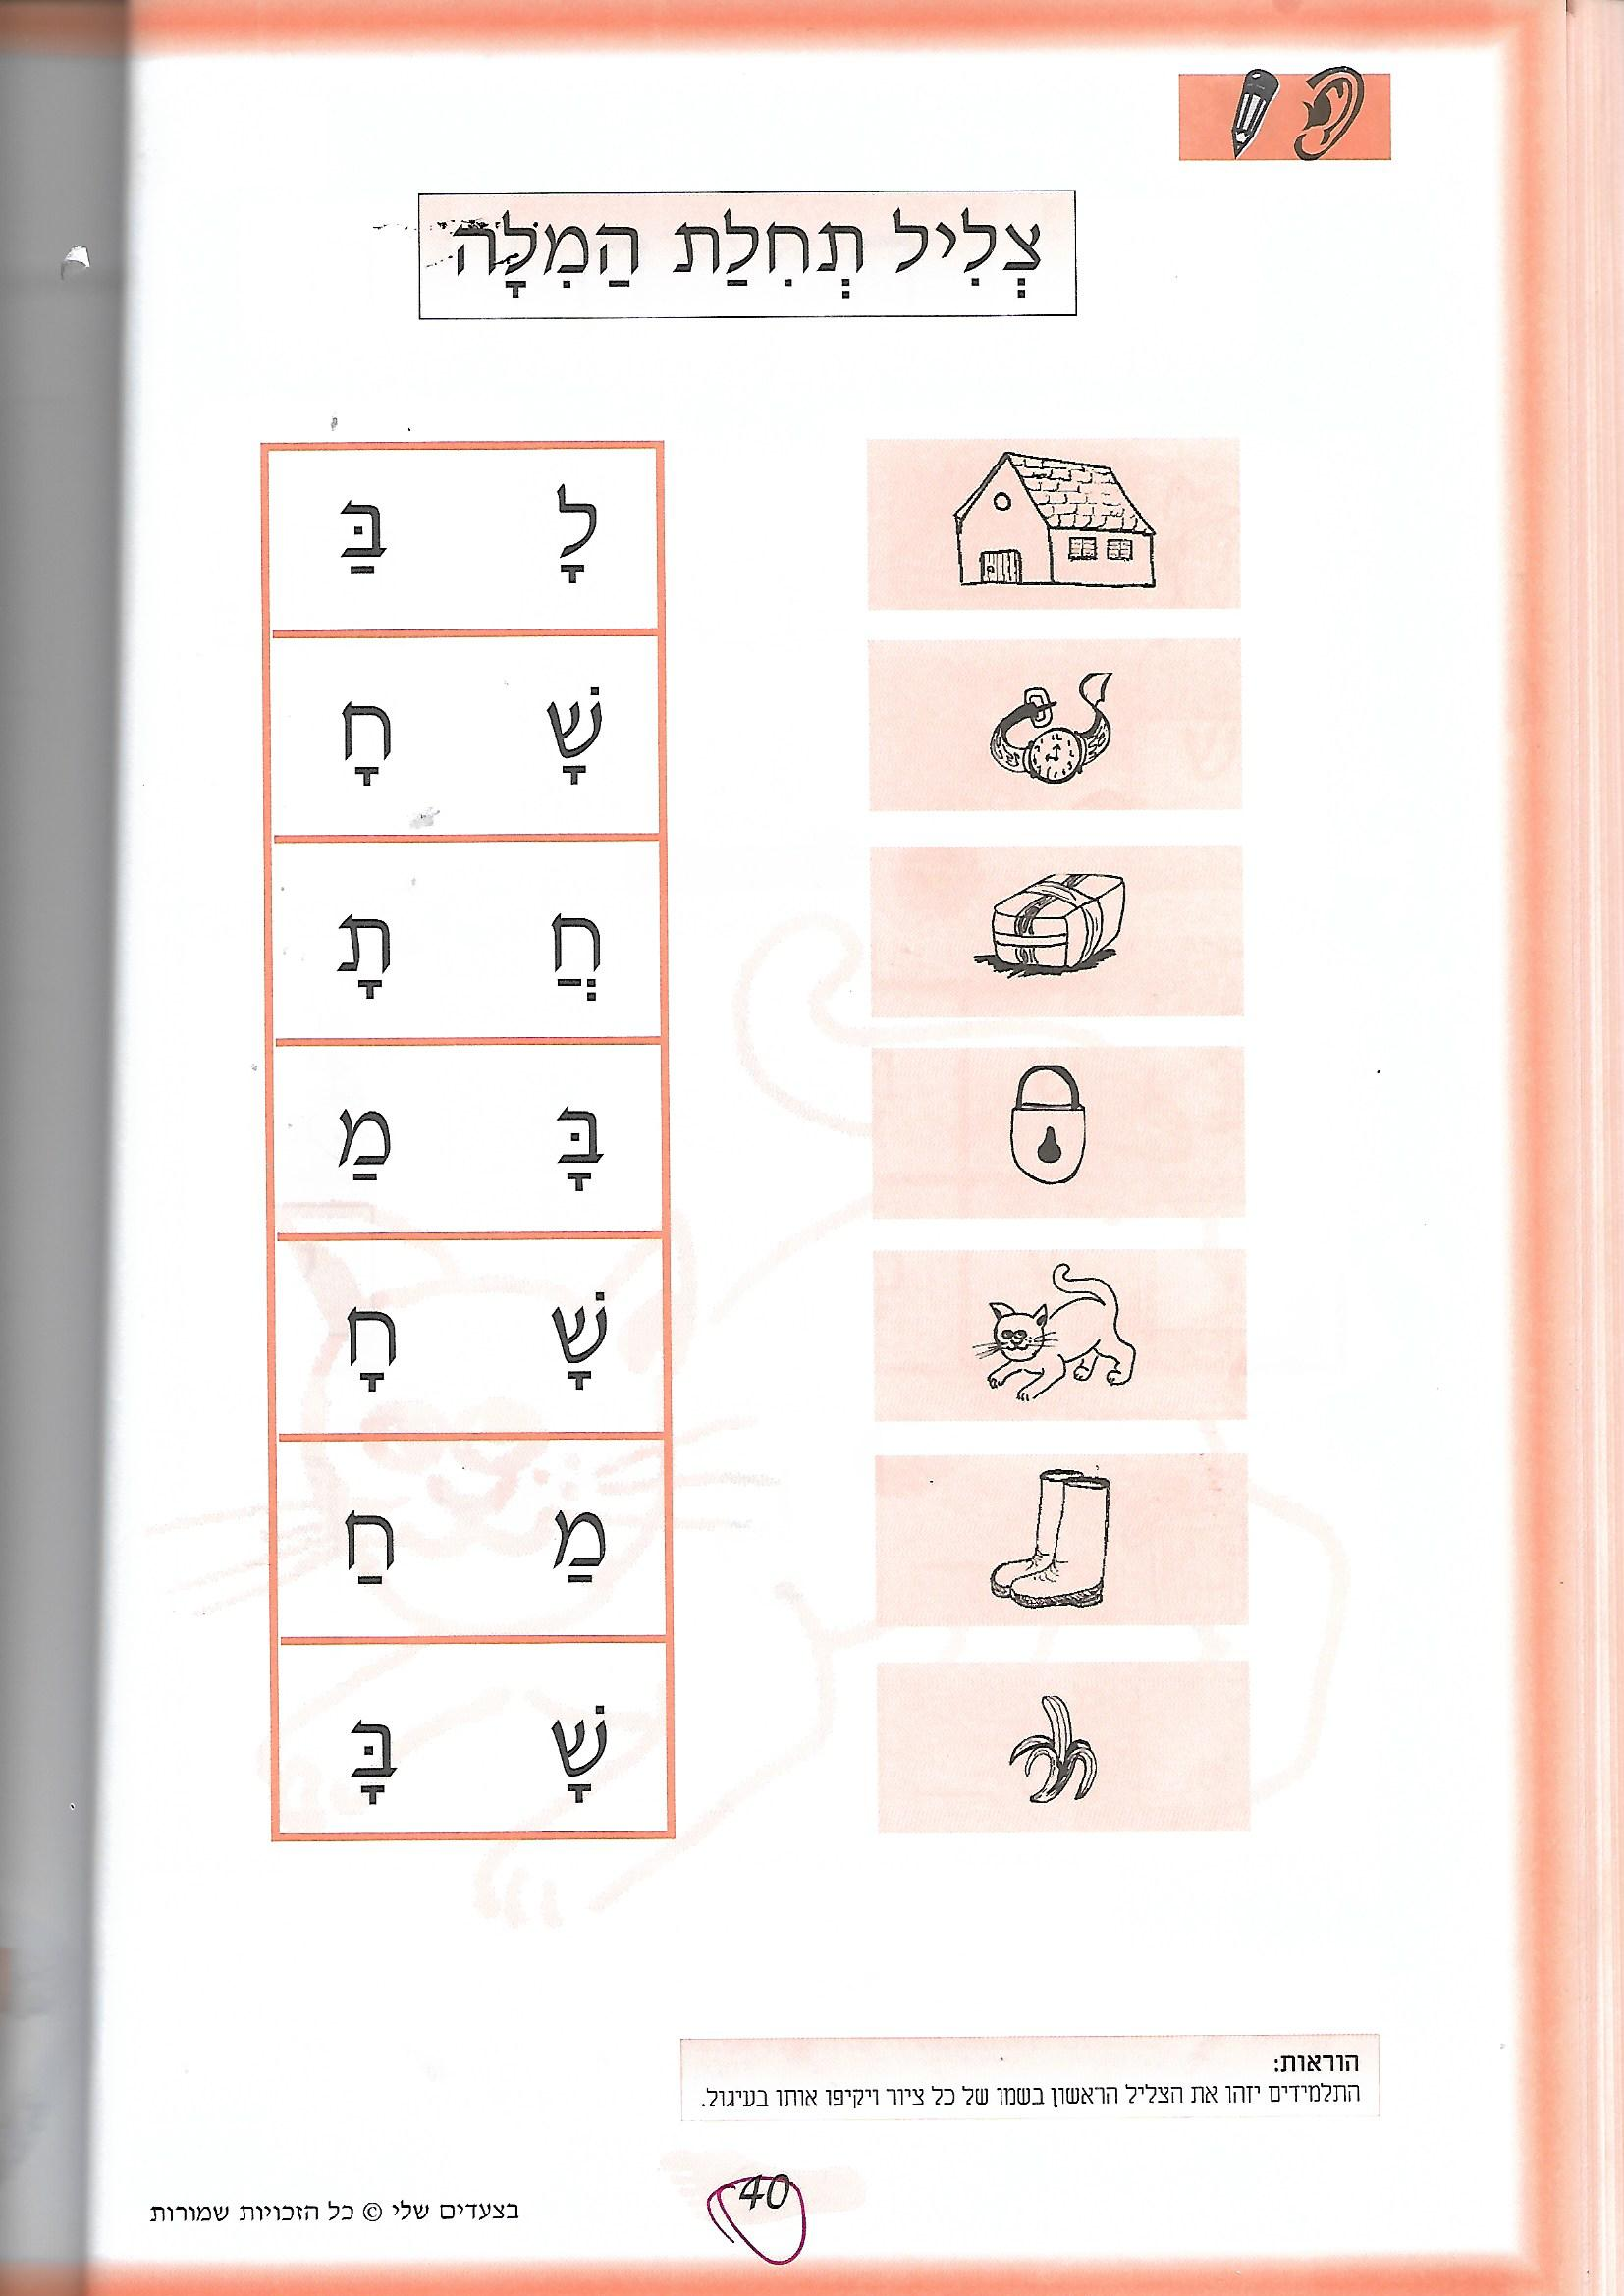 צְלִיל תְּחִלַת הַמִלָּה
לָ בַּ
שָׁ חָ
חֲ תָ
בָּ מַ
שָׁ חָ
מַ חַ
שָׁ בָּ
הוראות:
התלמידים יזהו את הצליל הראשון בשמו של כל ציור ויקיפו אותו בעיגול.
40
בצעדים שלי © כל הזכויות שמורות